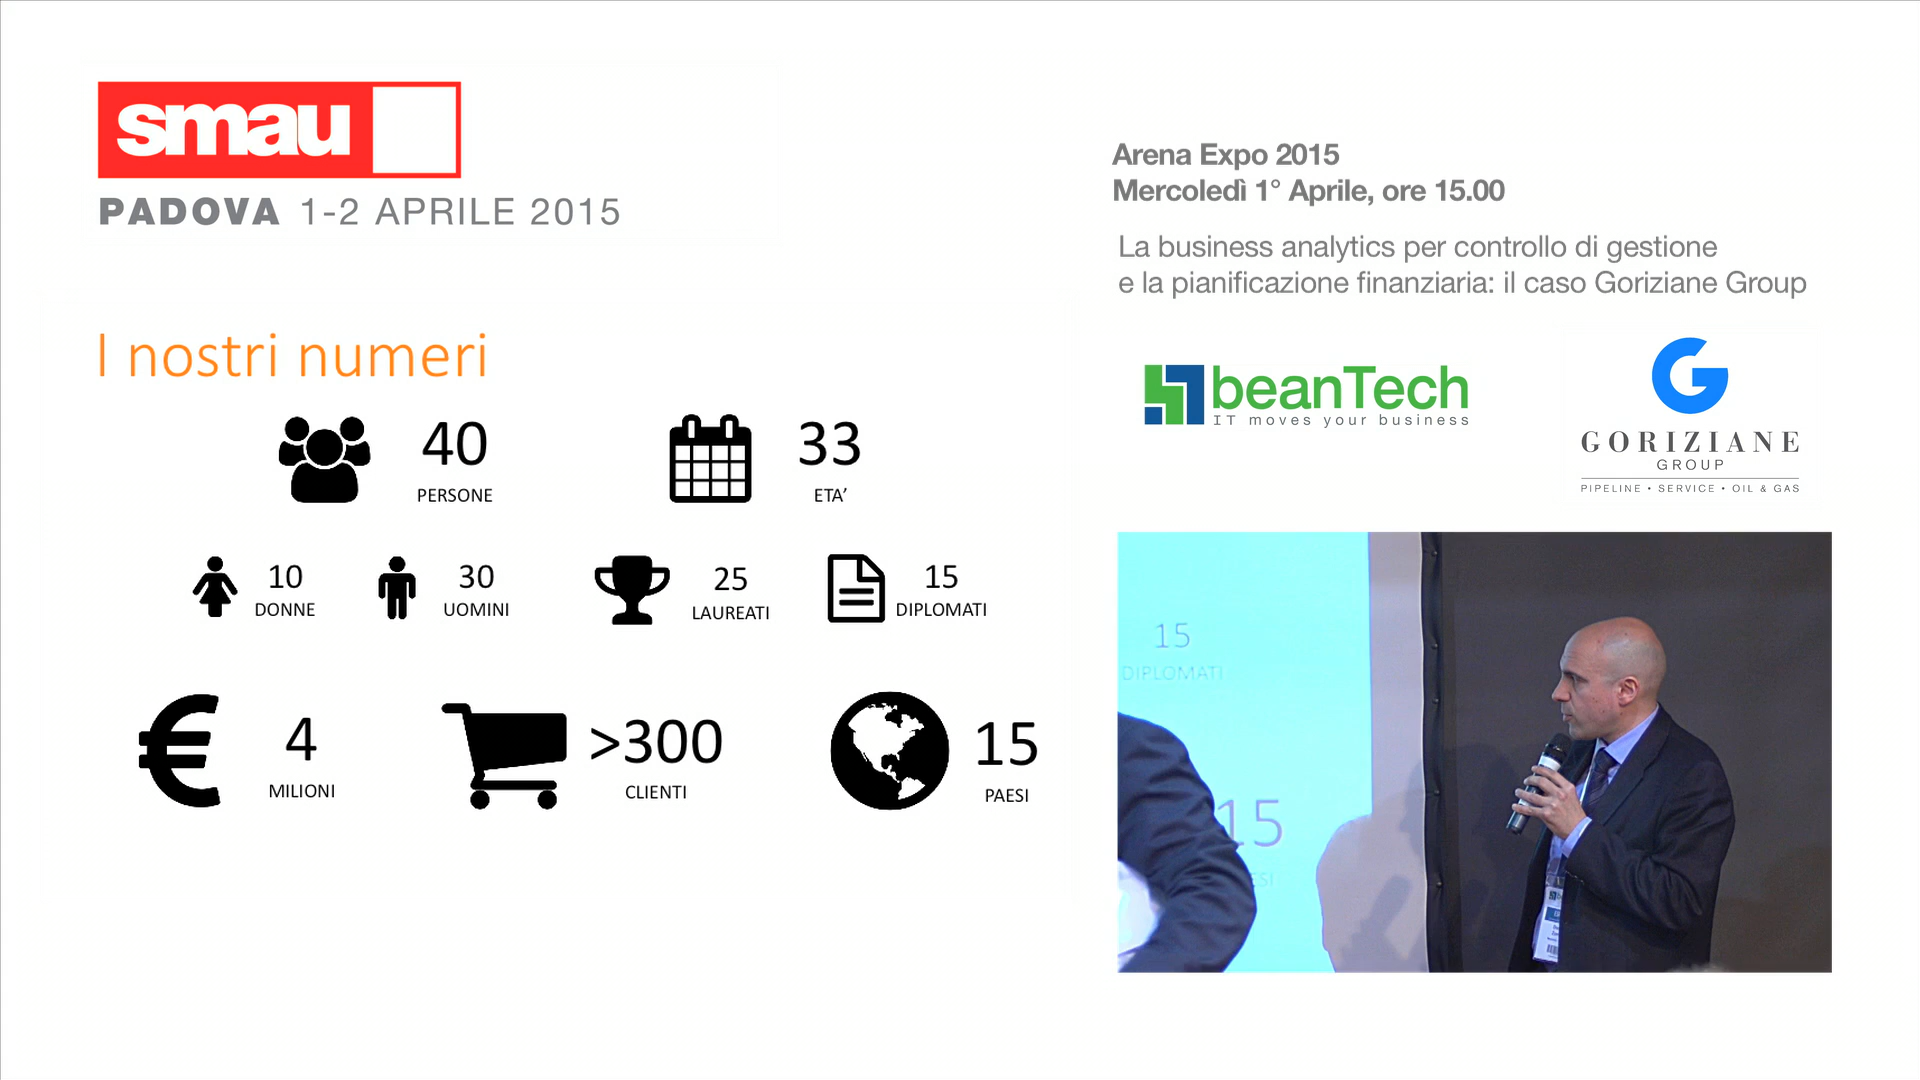 smau
PADOVA 1-2 APRILE 2015
Arena Expo 2015
Mercoledì 1° Aprile, ore 15.00
La business analytics per controllo di gestione
e la pianificazione finanziaria: il caso Goriziane Group
beanTech
IT moves your business
G
GORIZIANE
GROUP
PIPELINE • SERVICE • OIL & GAS
I nostri numeri
40
PERSONE
33
ETA’
10
DONNE
30
UOMINI
25
LAUREATI
15
DIPLOMATI
€
4
MILIONI
>300
CLIENTI
15
PAESI
15
DIPLOMATI
15